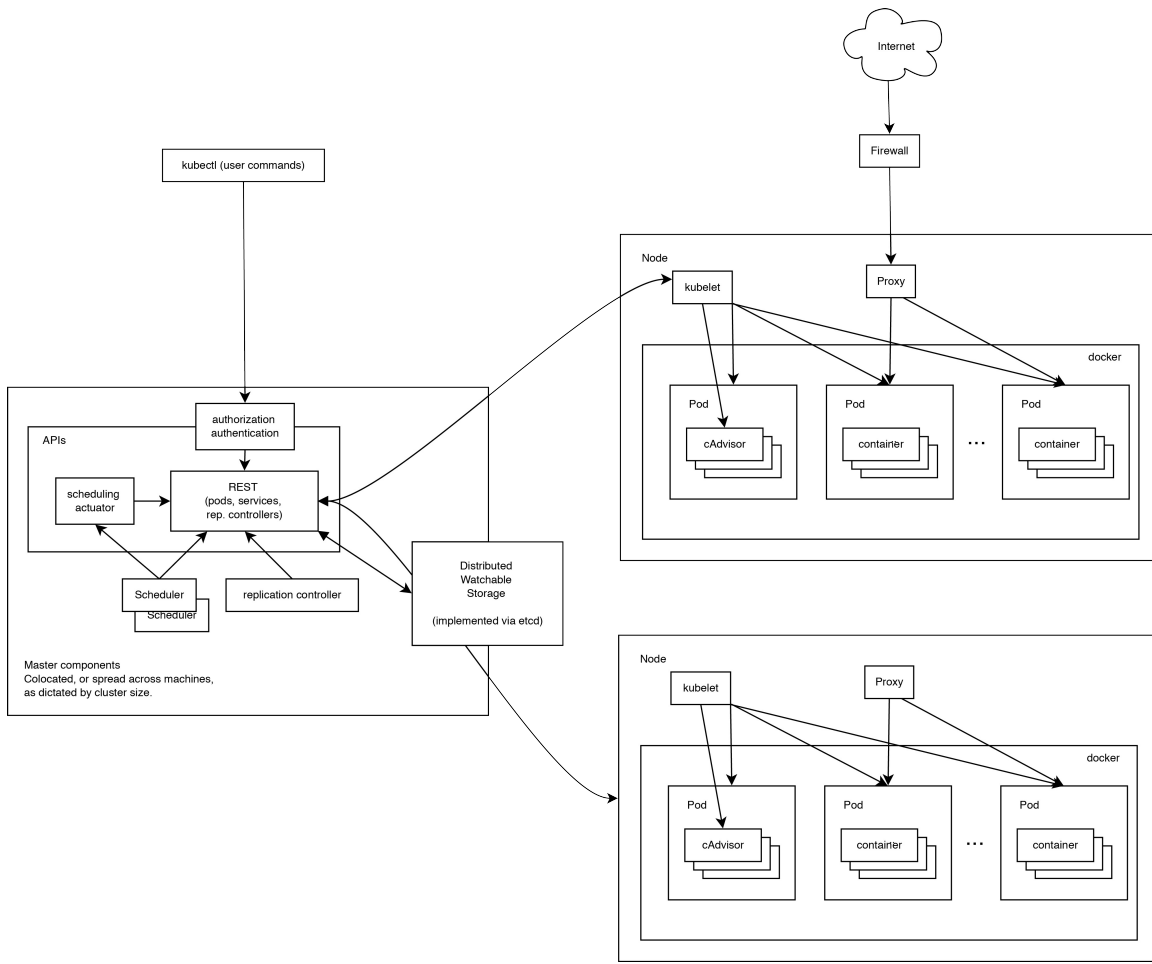 Internet
Firewall
kubectl (user commands)
Node
kubelet
Proxy
docker
Pod
cAdvisor
Pod
container
...
Pod
container
authorization
authentication
APIs
REST
(pods, services,
rep. controllers)
scheduling
actuator
Scheduler
Scheduler
replication controller
Distributed
Watchable
Storage
(implemented via etcd)
Master components
Colocated, or spread across machines,
as dictated by cluster size.
Node
kubelet
Proxy
docker
Pod
cAdvisor
Pod
container
...
Pod
container